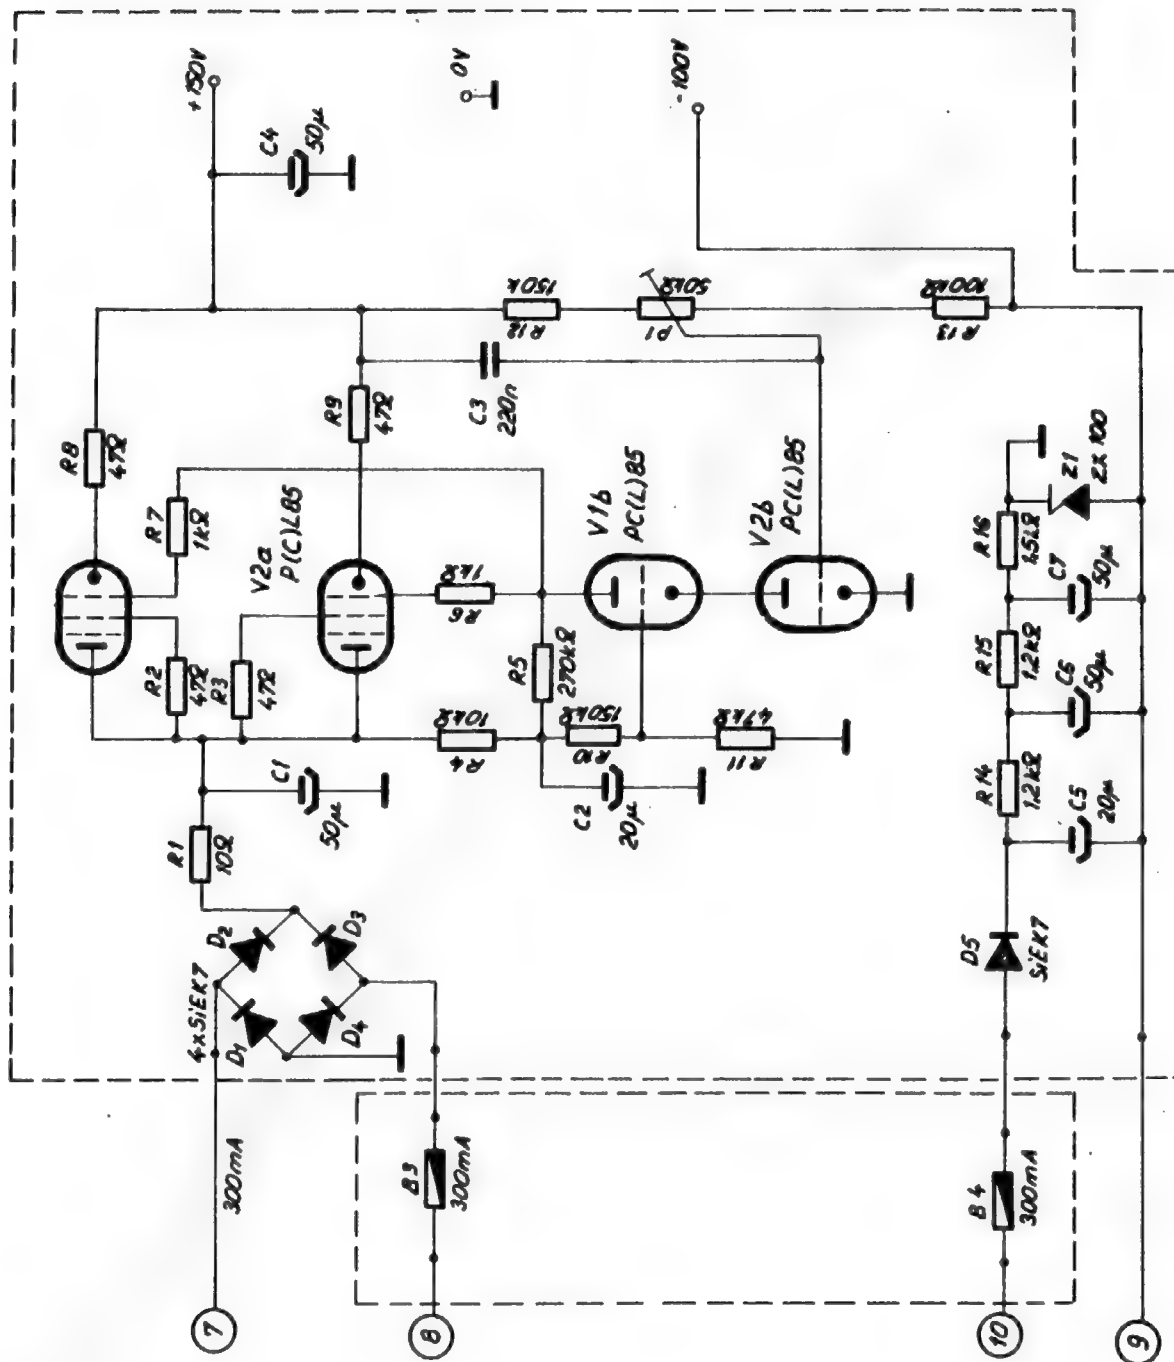 +150V
C4
50µ
0V
-100V
R8
47Ω
R7
1kΩ
V2a
P(C)L85
R9
47Ω
C3
220n
R12
150k
P1
50kΩ
R13
100kΩ
R2
47Ω
R3
47Ω
R6
1kΩ
V1b
PC(L)85
V2b
PC(L)85
R5
270kΩ
R4
10kΩ
R10
150kΩ
R11
47kΩ
C1
50µ
C2
20µ
R1
10Ω
4xSiEK7
D1
D2
D3
D4
R16
1,5kΩ
Z1
ZX100
C7
50µ
R15
1.2kΩ
C6
50µ
R14
1.2kΩ
C5
20µ
D5
SiEK7
300mA
B3
300mA
B4
300mA
7
8
10
9